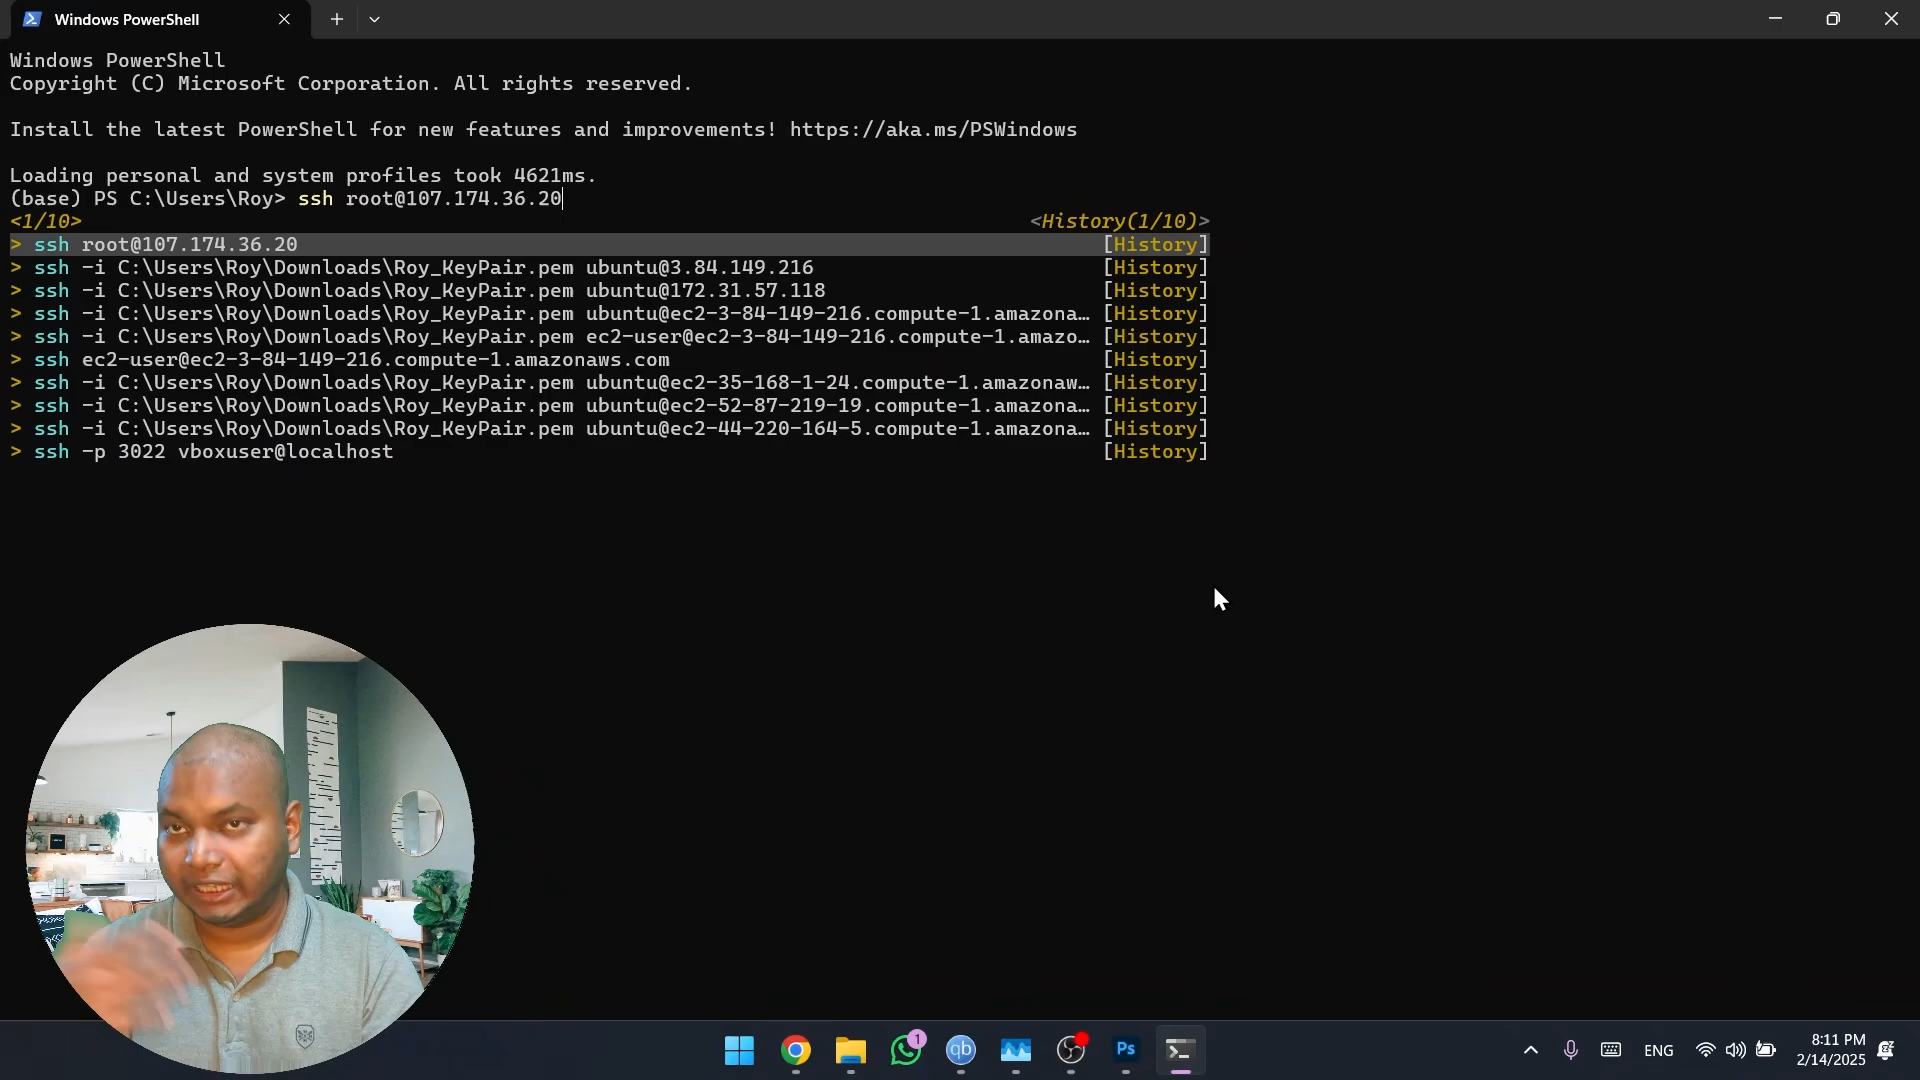 Windows PowerShell
Windows PowerShell
Copyright (C) Microsoft Corporation. All rights reserved.
Install the latest PowerShell for new features and improvements! https://aka.ms/PSWindows
Loading personal and system profiles took 4621ms.
(base) PS C:\Users\Roy> ssh root@107.174.36.20
<1/10> <History(1/10)>
> ssh root@107.174.36.20 [History]
> ssh -i C:\Users\Roy\Downloads\Roy_KeyPair.pem ubuntu@3.84.149.216 [History]
> ssh -i C:\Users\Roy\Downloads\Roy_KeyPair.pem ubuntu@172.31.57.118 [History]
> ssh -i C:\Users\Roy\Downloads\Roy_KeyPair.pem ubuntu@ec2-3-84-149-216.compute-1.amazona… [History]
> ssh -i C:\Users\Roy\Downloads\Roy_KeyPair.pem ec2-user@ec2-3-84-149-216.compute-1.amazo… [History]
> ssh ec2-user@ec2-3-84-149-216.compute-1.amazonaws.com [History]
> ssh -i C:\Users\Roy\Downloads\Roy_KeyPair.pem ubuntu@ec2-35-168-1-24.compute-1.amazonaw… [History]
> ssh -i C:\Users\Roy\Downloads\Roy_KeyPair.pem ubuntu@ec2-52-87-219-19.compute-1.amazona… [History]
> ssh -i C:\Users\Roy\Downloads\Roy_KeyPair.pem ubuntu@ec2-44-220-164-5.compute-1.amazona… [History]
> ssh -p 3022 vboxuser@localhost [History]
1
qb
Ps
ENG
8:11 PM
2/14/2025